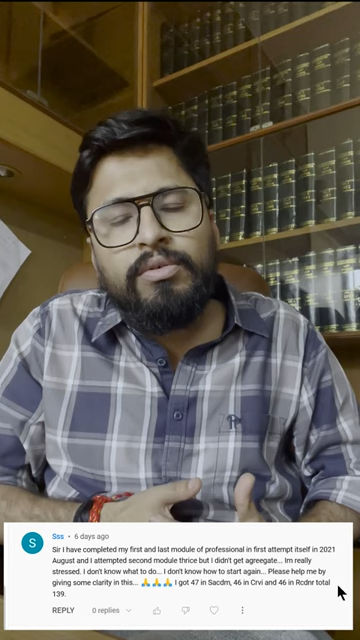 S
Sss • 6 days ago
Sir I have completed my first and last module of professional in first attempt itself in 2021
August and I attempted second module thrice but I didn't get agreegate... Im really
stressed. I don't know what to do... I don't know how to start again... Please help me by
giving some clarity in this... 🙏🙏🙏 I got 47 in Sacdm, 46 in Crvi and 46 in Rcdnr total
139.
REPLY 0 replies